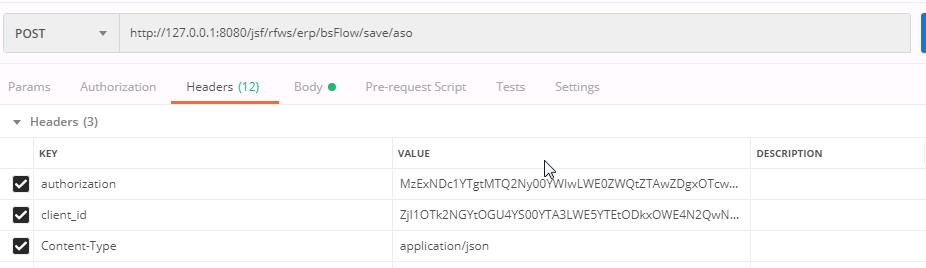 POST http://127.0.0.1:8080/jsf/rfws/erp/bsFlow/save/aso
Params Authorization Headers (12) Body Pre-request Script Tests Settings
Headers (3)
KEY VALUE DESCRIPTION
authorization MzExNDc1YTgtMTQ2Ny00YWIwLWE0ZWQtZTAwZDgxOTcw...
client_id ZjI1OTk2NGYtOGU4YS00YTA3LWE5YTEtODkxOWE4N2QwN...
Content-Type application/json